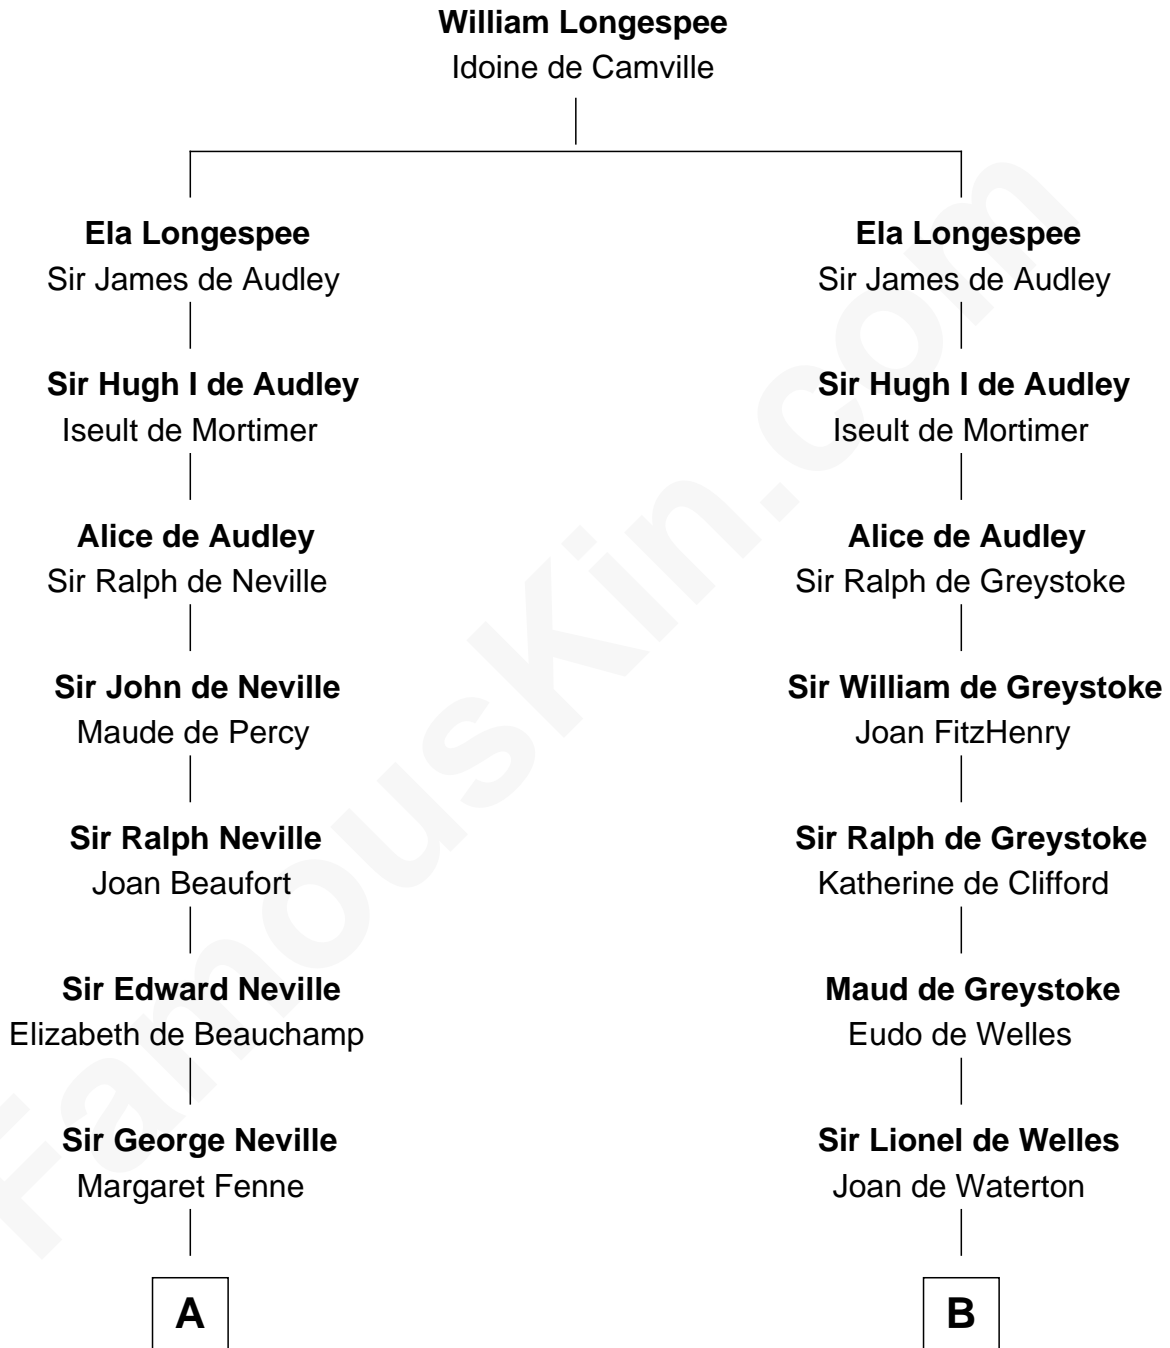 William Longespee
Idoine de Camville
Ela Longespee
Sir James de Audley
Sir Hugh I de Audley
Iseult de Mortimer
Alice de Audley
Sir Ralph de Neville
Sir John de Neville
Maude de Percy
Sir Ralph Neville
Joan Beaufort
Sir Edward Neville
Elizabeth de Beauchamp
Sir George Neville
Margaret Fenne
A
Ela Longespee
Sir James de Audley
Sir Hugh I de Audley
Iseult de Mortimer
Alice de Audley
Sir Ralph de Greystoke
Sir William de Greystoke
Joan FitzHenry
Sir Ralph de Greystoke
Katherine de Clifford
Maud de Greystoke
Eudo de Welles
Sir Lionel de Welles
Joan de Waterton
B
FamousKin.com